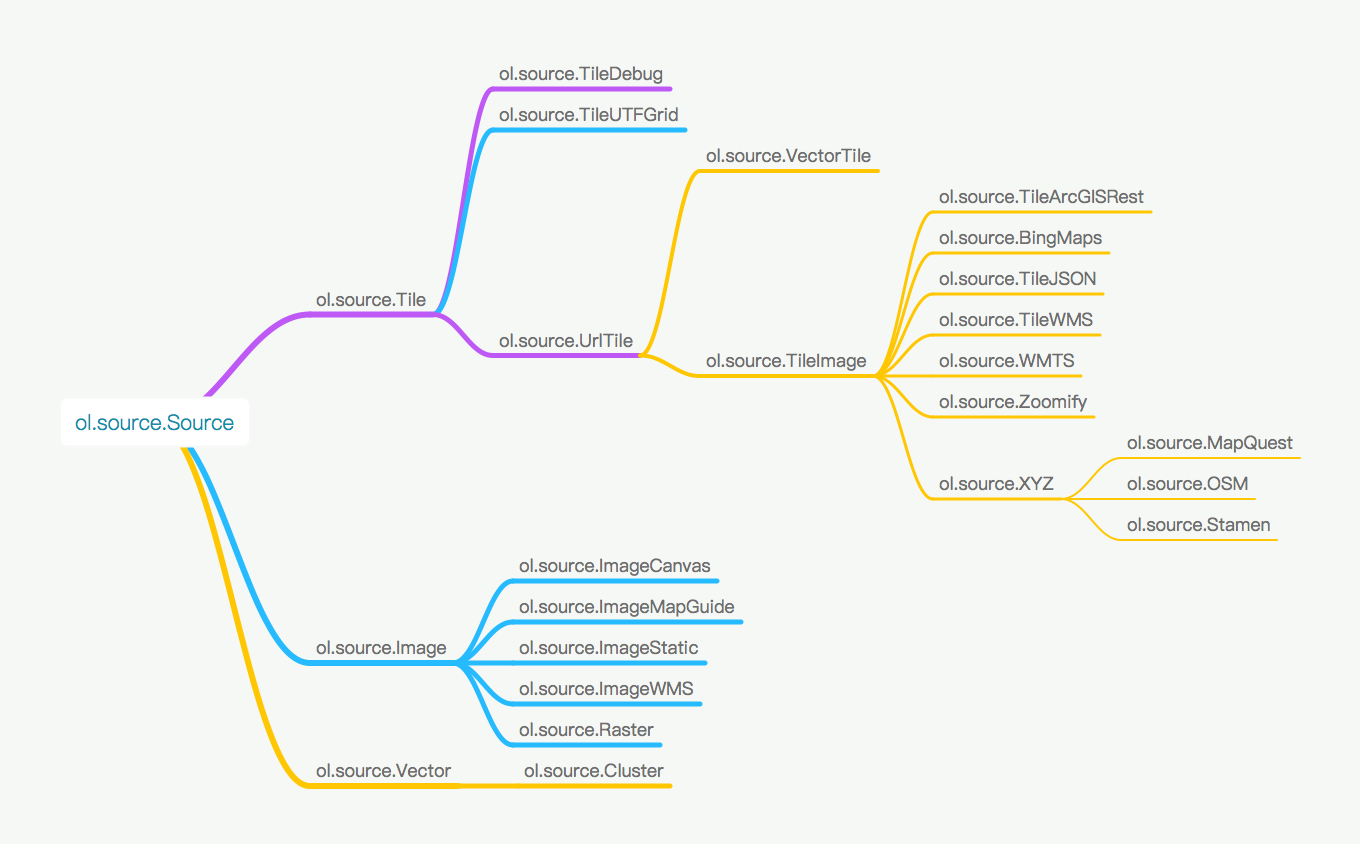 ol.source.TileDebug
ol.source.TileUTFGrid
ol.source.VectorTile
ol.source.TileArcGISRest
ol.source.BingMaps
ol.source.TileJSON
ol.source.Tile
ol.source.TileWMS
ol.source.UrlTile
ol.source.TileImage
ol.source.WMTS
ol.source.Zoomify
ol.source.Source
ol.source.MapQuest
ol.source.XYZ
ol.source.OSM
ol.source.Stamen
ol.source.ImageCanvas
ol.source.ImageMapGuide
ol.source.Image
ol.source.ImageStatic
ol.source.ImageWMS
ol.source.Raster
ol.source.Vector
ol.source.Cluster